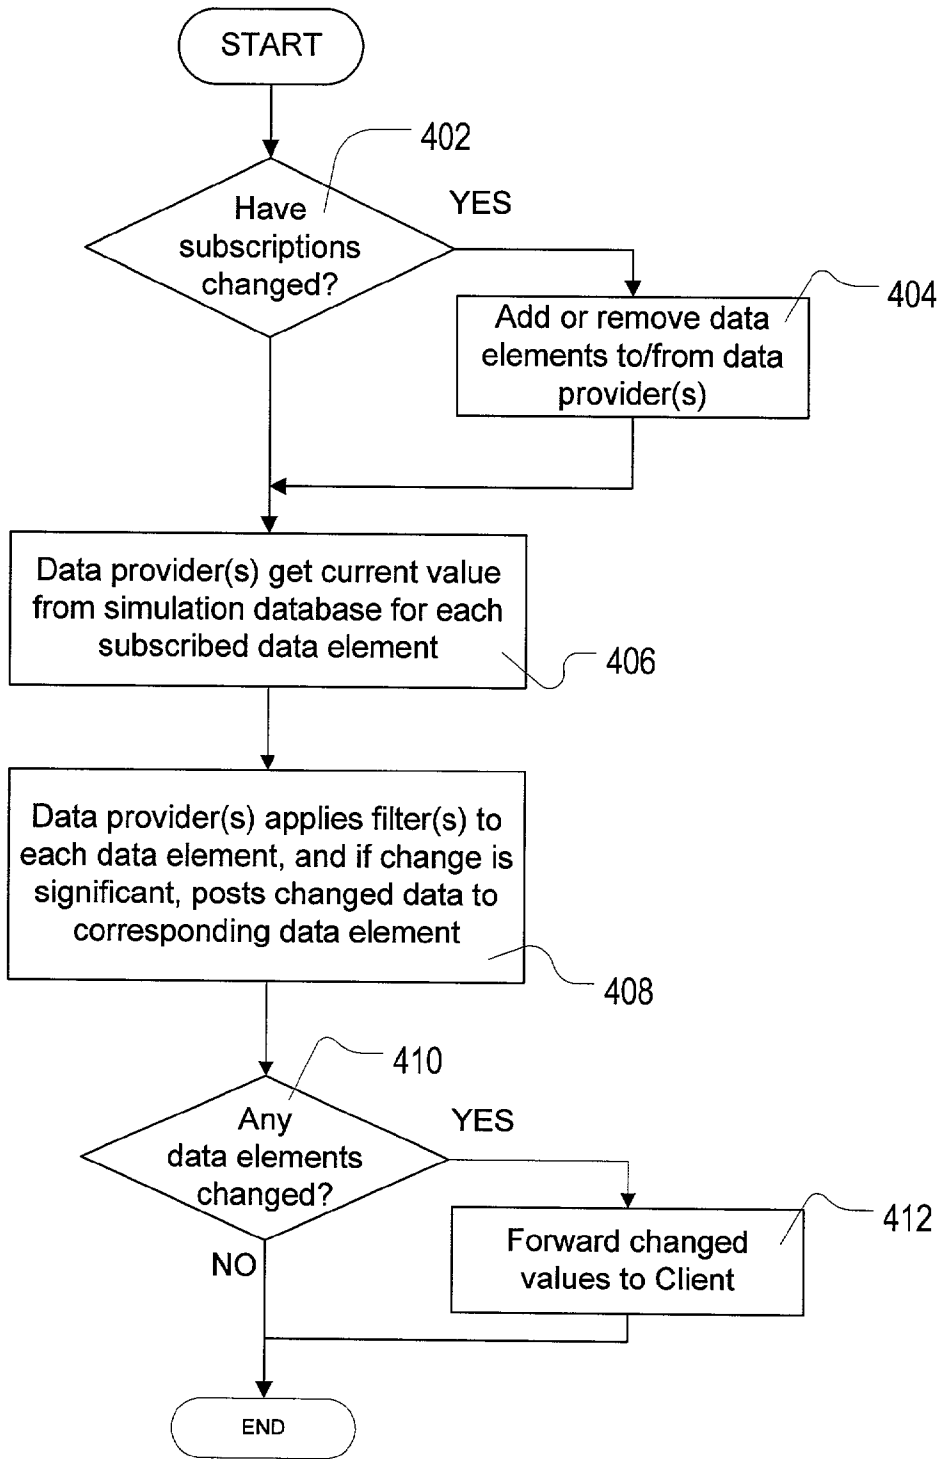 START
402
Have
subscriptions
changed?
YES
404
Add or remove data
elements to/from data
provider(s)
Data provider(s) get current value
from simulation database for each
subscribed data element
406
Data provider(s) applies filter(s) to
each data element, and if change is
significant, posts changed data to
corresponding data element
408
410
Any
data elements
changed?
YES
412
Forward changed
values to Client
NO
END